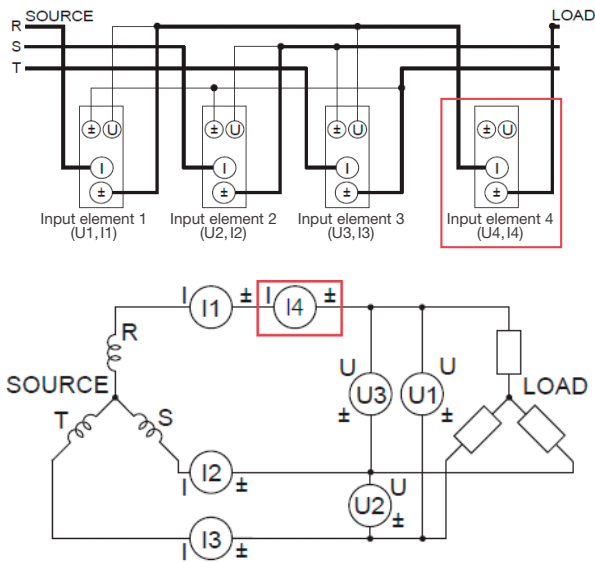 SOURCE LOAD
R
S
T
± U ± U ± U ± U
I I I I
± ± ± ±
Input element 1 Input element 2 Input element 3 Input element 4
(U1, I1) (U2, I2) (U3, I3) (U4, I4)
I I1 ± I I4 ±
R
U U
SOURCE U3 U1 LOAD
± ±
T S
I2 U
I ± U2
±
I3
I ±